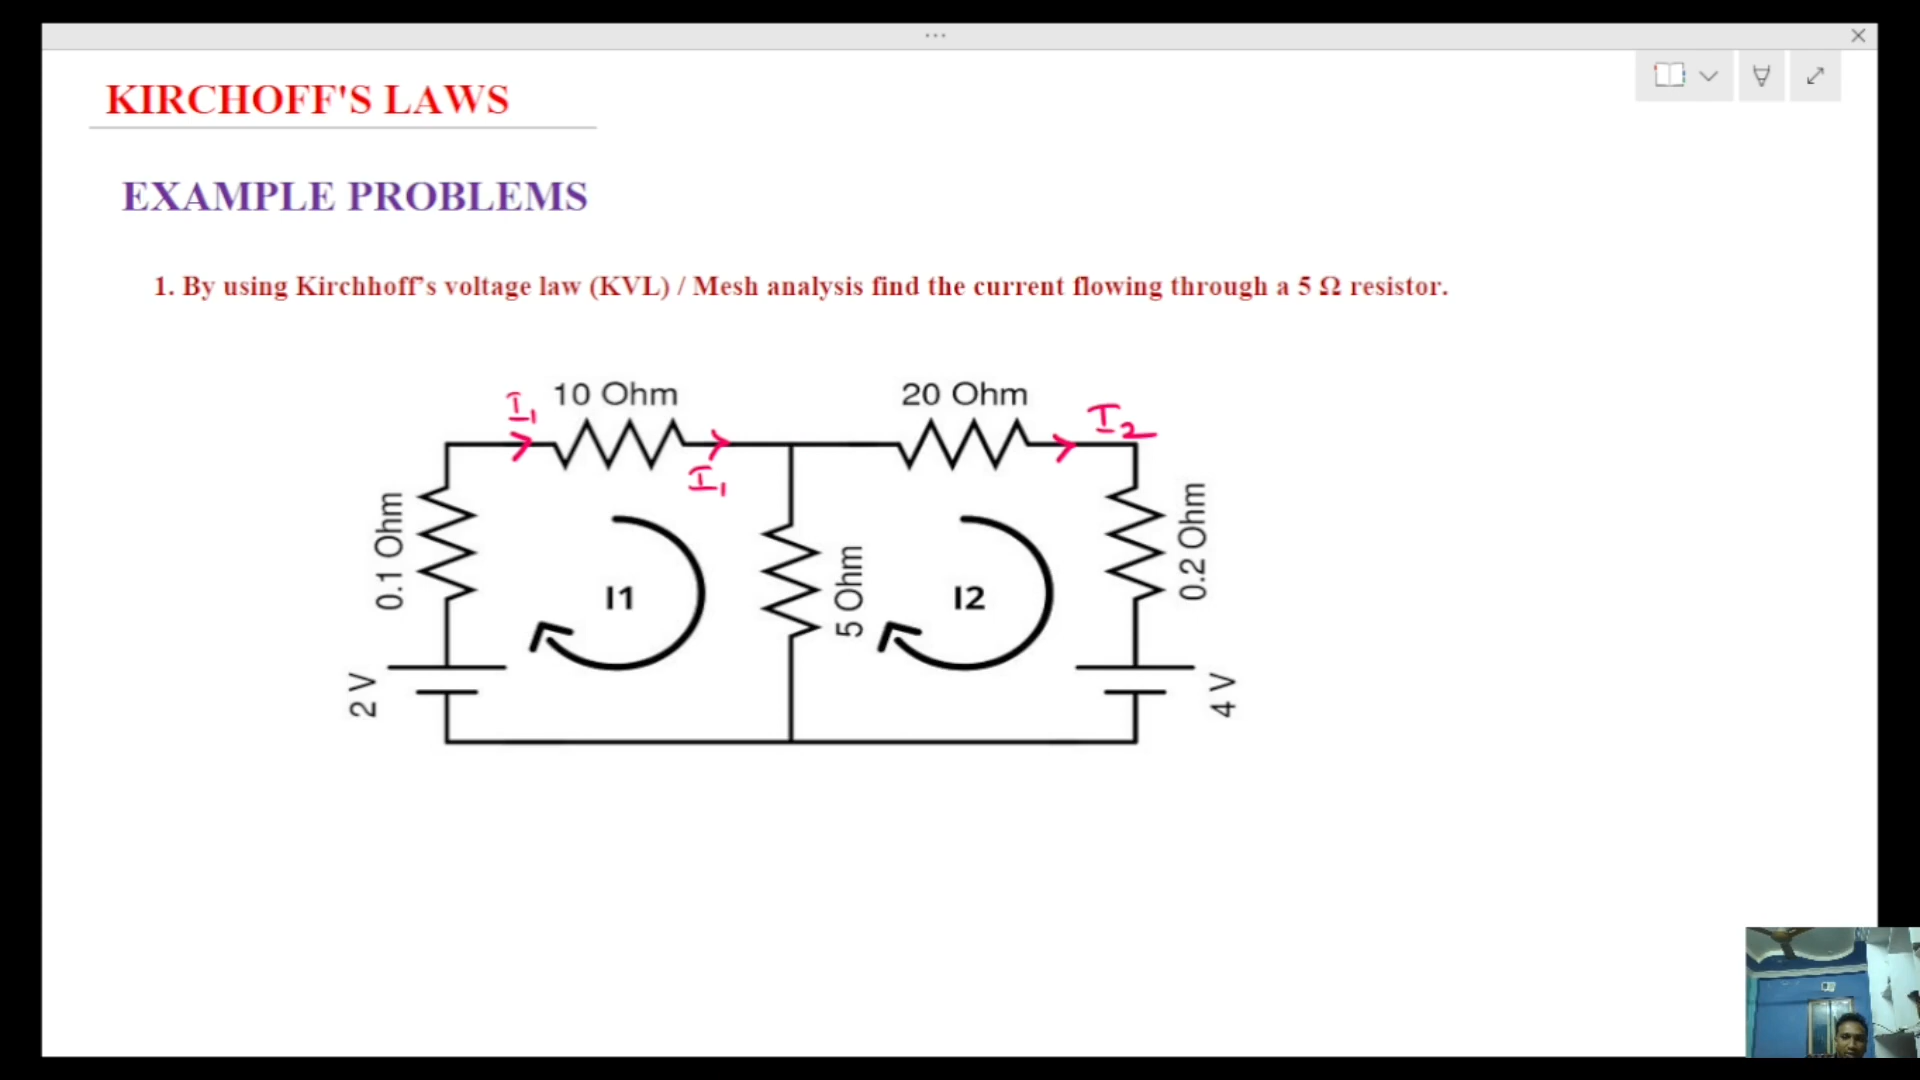 KIRCHOFF'S LAWS
EXAMPLE PROBLEMS
1. By using Kirchhoff's voltage law (KVL) / Mesh analysis find the current flowing through a 5 Ω resistor.
I1
10 Ohm
20 Ohm
I2
I1
0.1 Ohm
I1
5 Ohm
I2
0.2 Ohm
2 V
4 V